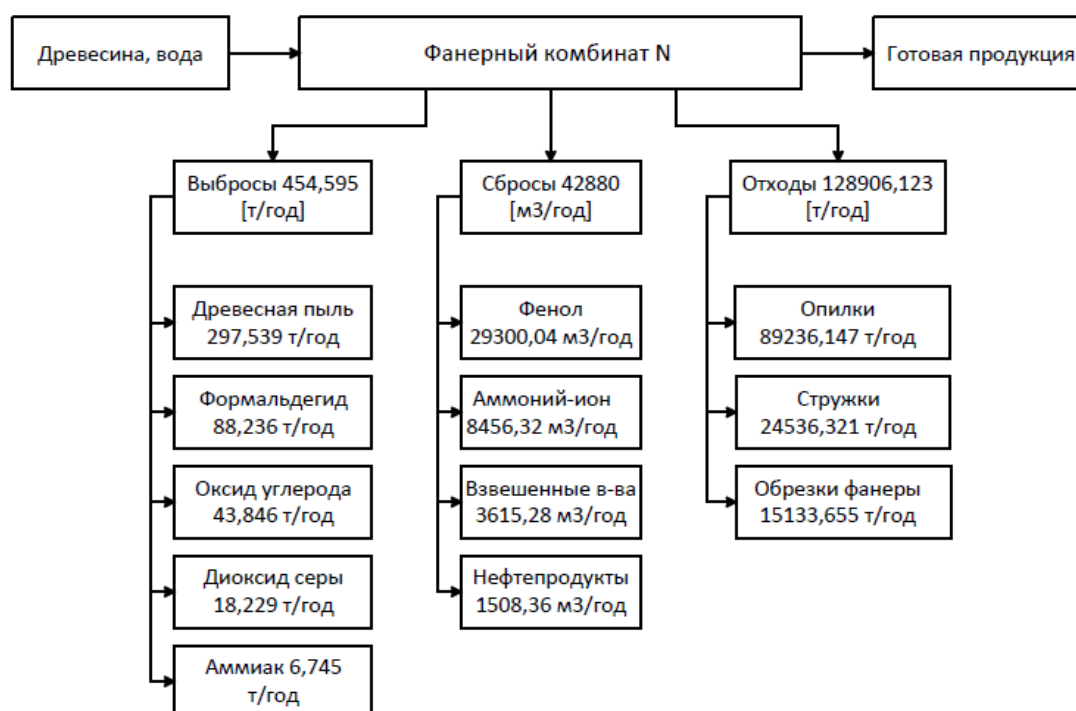 Древесина, вода
Фанерный комбинат N
Готовая продукция
Выбросы 454,595
[т/год]
Сбросы 42880
[м3/год]
Отходы 128906,123
[т/год]
Древесная пыль
297,539 т/год
Фенол
29300,04 м3/год
Опилки
89236,147 т/год
Формальдегид
88,236 т/год
Аммоний-ион
8456,32 м3/год
Стружки
24536,321 т/год
Оксид углерода
43,846 т/год
Взвешенные в-ва
3615,28 м3/год
Обрезки фанеры
15133,655 т/год
Диоксид серы
18,229 т/год
Нефтепродукты
1508,36 м3/год
Аммиак 6,745
т/год